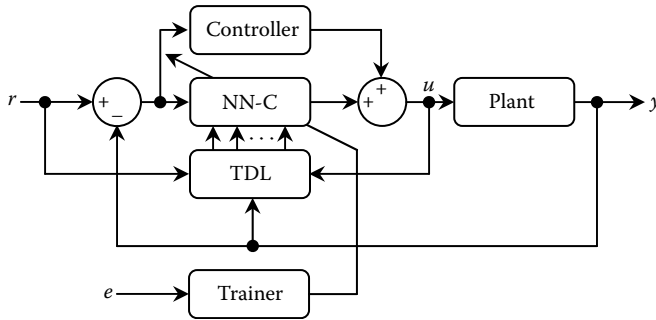 Controller
r
+
−
NN-C
+
+
u
Plant
y
...
TDL
e
Trainer